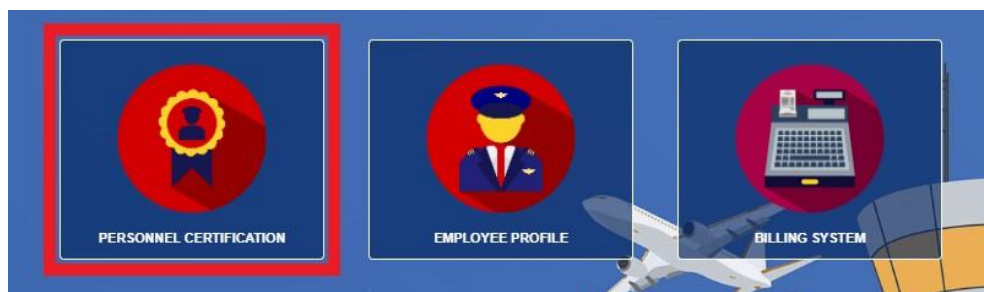 PERSONNEL CERTIFICATION
EMPLOYEE PROFILE
BILLING SYSTEM